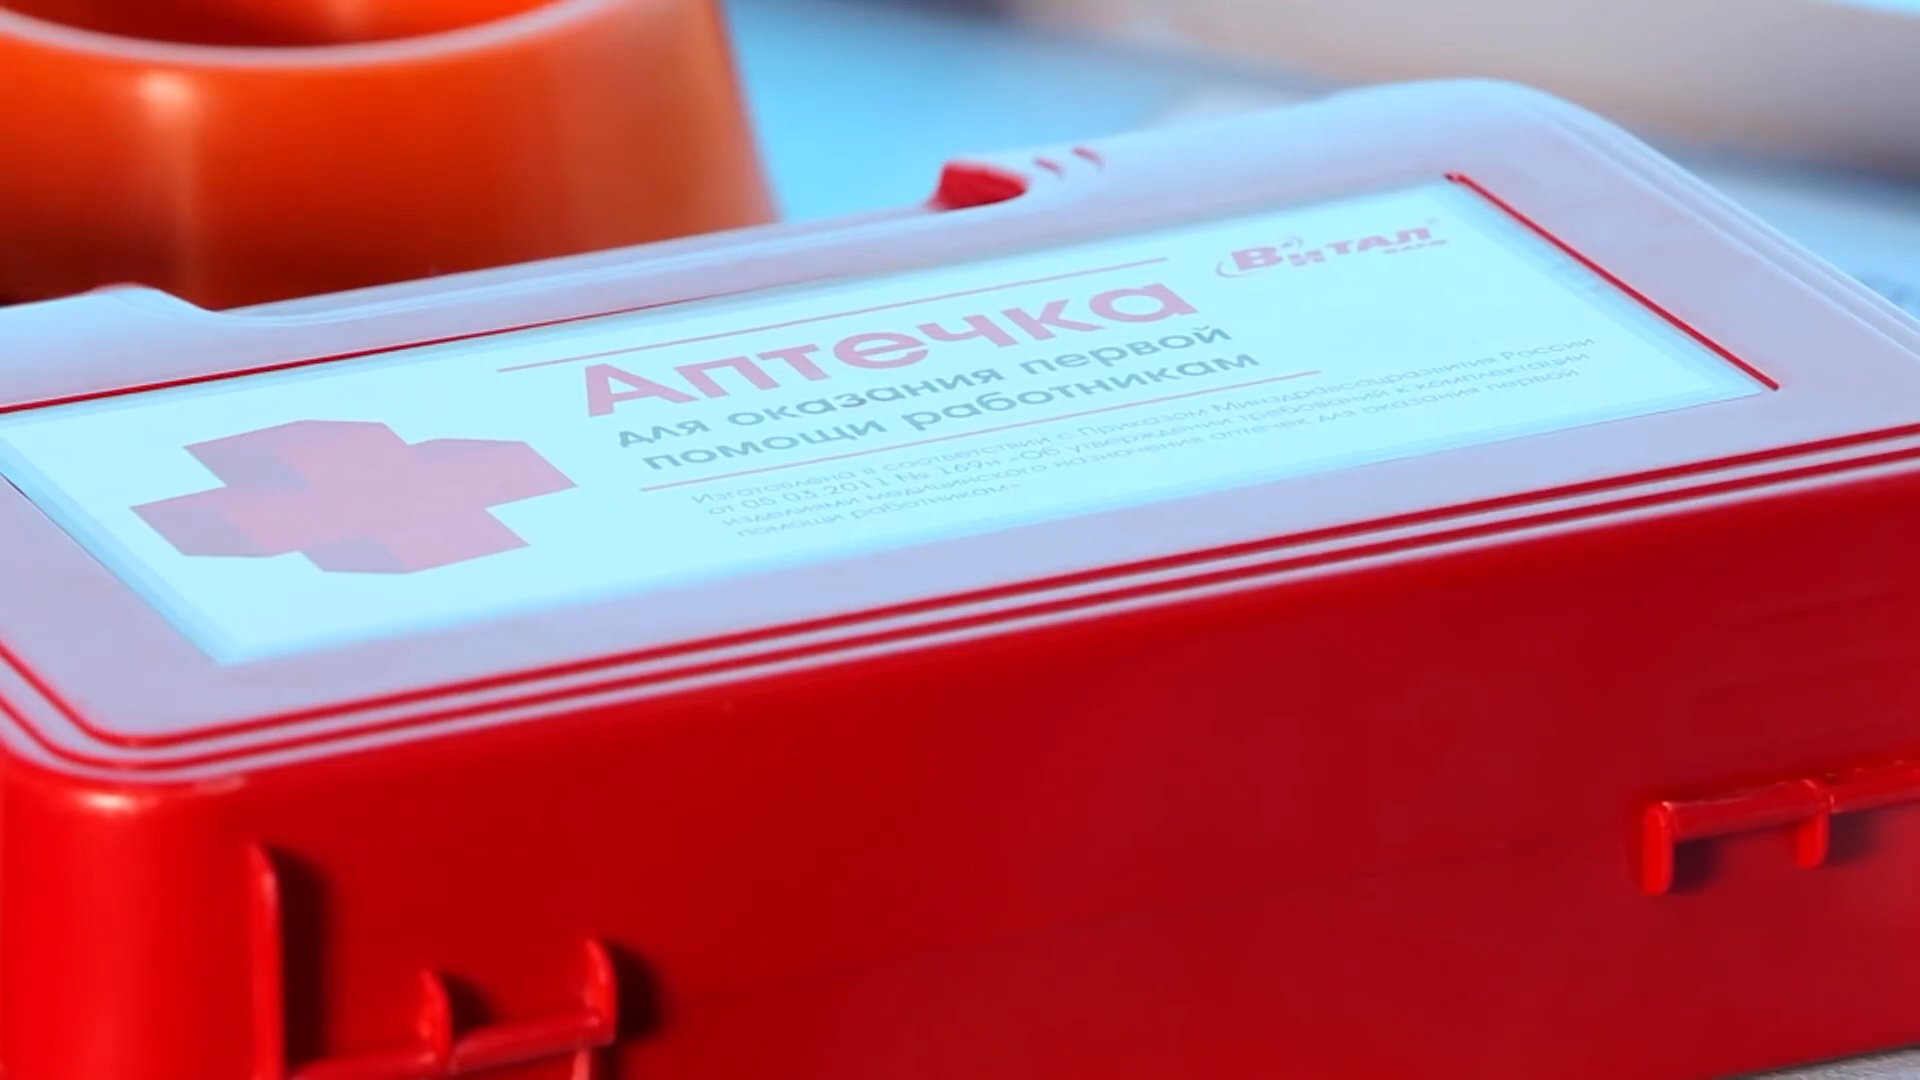 Витал
Аптечка
для оказания первой
помощи работникам
Изготовлена в соответствии с Приказом Минздравсоцразвития России
от 05.03.2011 № 169н «Об утверждении требований к комплектации
изделиями медицинского назначения аптечек для оказания первой
помощи работникам»